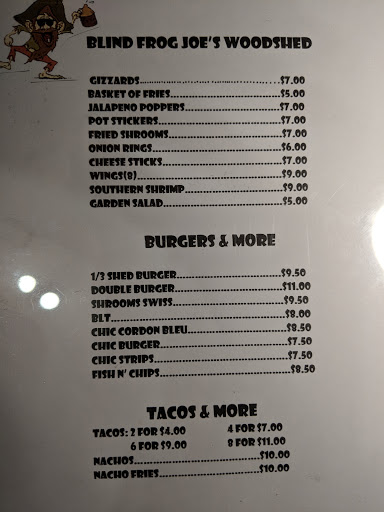 BLIND FROG JOE'S WOODSHED
GIZZARDS.................................$7.00
BASKET OF FRIES.........................$5.00
JALAPENO POPPERS......................$7.00
POT STICKERS............................$7.00
FRIED SHROOMS..........................$7.00
ONION RINGS.............................$6.00
CHEESE STICKS...........................$7.00
WINGS(8)..................................$9.00
SOUTHERN SHRIMP.......................$9.00
GARDEN SALAD...........................$5.00
BURGERS & MORE
1/3 SHED BURGER.......................$9.50
DOUBLE BURGER.........................$11.00
SHROOMS SWISS.........................$9.50
BLT........................................$8.00
CHIC CORDON BLEU.....................$8.50
CHIC BURGER............................$7.50
CHIC STRIPS.............................$7.50
FISH N' CHIPS............................$8.50
TACOS & MORE
TACOS: 2 FOR $4.00 4 FOR $7.00
6 FOR $9.00 8 FOR $11.00
NACHOS...................................$10.00
NACHO FRIES.............................$10.00